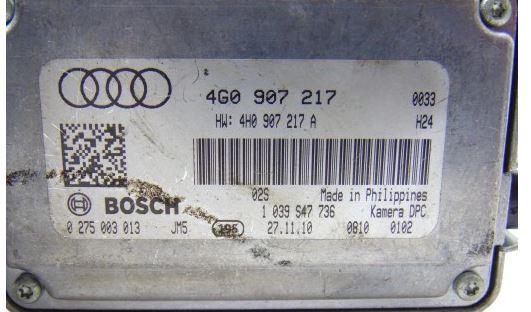 4G0 907 217 0033
HW: 4H0 907 217 A H24
02S Made in Philippines
BOSCH 1 039 S47 736 Kamera DPC
0 275 003 013 JM5 195 27.11.10 0810 0102